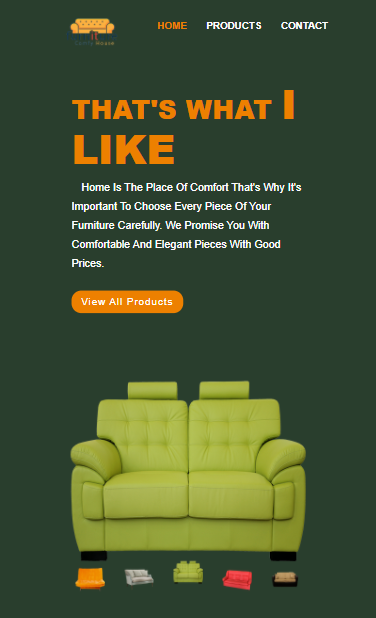 HOME PRODUCTS CONTACT
THAT'S WHAT I
LIKE
Home Is The Place Of Comfort That's Why It's
Important To Choose Every Piece Of Your
Furniture Carefully. We Promise You With
Comfortable And Elegant Pieces With Good
Prices.
View All Products